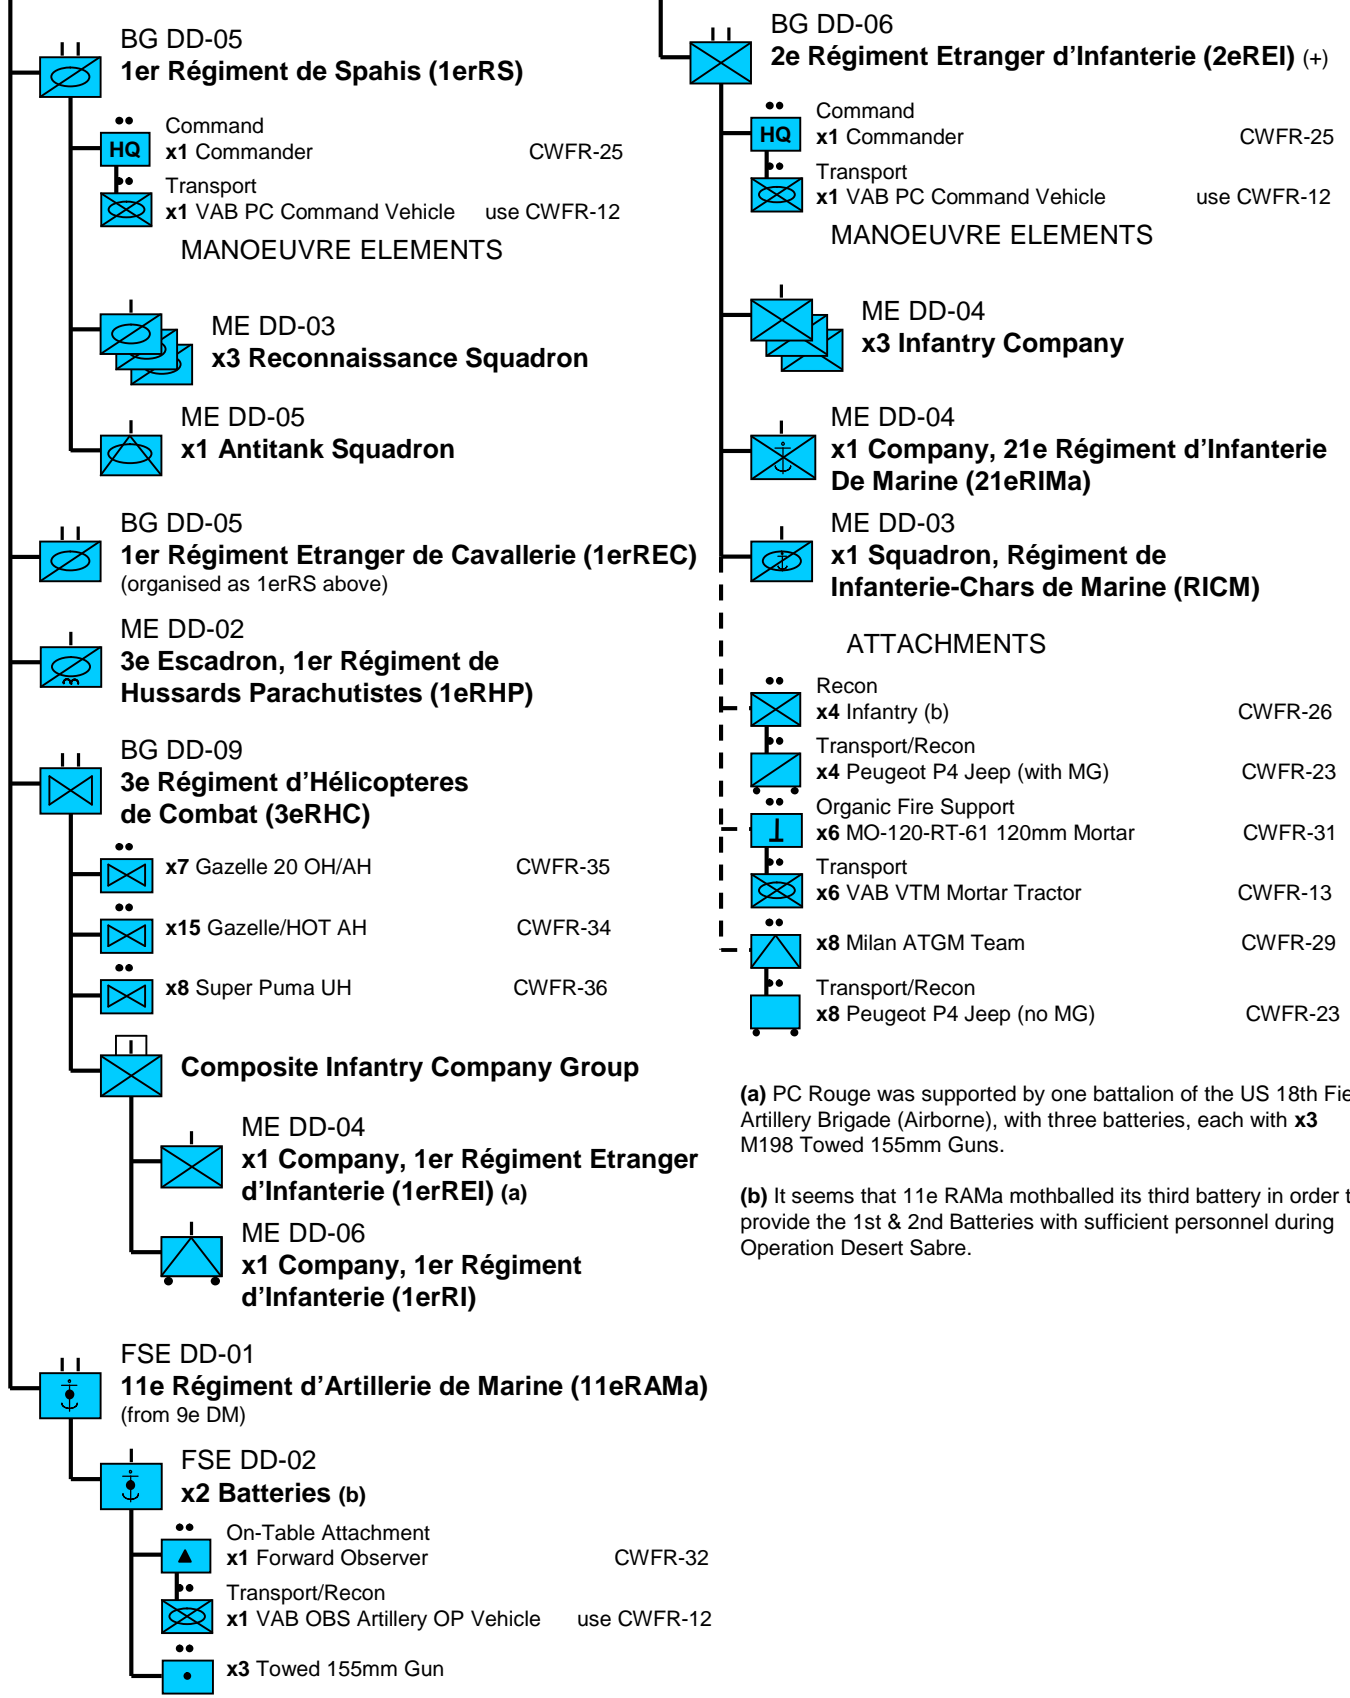 BG DD-05
1er Régiment de Spahis (1erRS)
Command
HQ
x1 Commander CWFR-25
Transport
x1 VAB PC Command Vehicle use CWFR-12
MANOEUVRE ELEMENTS
ME DD-03
x3 Reconnaissance Squadron
ME DD-05
x1 Antitank Squadron
BG DD-05
1er Régiment Etranger de Cavallerie (1erREC)
(organised as 1erRS above)
ME DD-02
3e Escadron, 1er Régiment de
Hussards Parachutistes (1eRHP)
BG DD-09
3e Régiment d’Hélicopteres
de Combat (3eRHC)
x7 Gazelle 20 OH/AH CWFR-35
x15 Gazelle/HOT AH CWFR-34
x8 Super Puma UH CWFR-36
Composite Infantry Company Group
ME DD-04
x1 Company, 1er Régiment Etranger
d’Infanterie (1erREI) (a)
ME DD-06
x1 Company, 1er Régiment
d’Infanterie (1erRI)
FSE DD-01
11e Régiment d’Artillerie de Marine (11eRAMa)
(from 9e DM)
FSE DD-02
x2 Batteries (b)
On-Table Attachment
x1 Forward Observer CWFR-32
Transport/Recon
x1 VAB OBS Artillery OP Vehicle use CWFR-12
x3 Towed 155mm Gun
BG DD-06
2e Régiment Etranger d’Infanterie (2eREI) (+)
Command
HQ
x1 Commander CWFR-25
Transport
x1 VAB PC Command Vehicle use CWFR-12
MANOEUVRE ELEMENTS
ME DD-04
x3 Infantry Company
ME DD-04
x1 Company, 21e Régiment d’Infanterie
De Marine (21eRIMa)
ME DD-03
x1 Squadron, Régiment de
Infanterie-Chars de Marine (RICM)
ATTACHMENTS
Recon
x4 Infantry (b) CWFR-26
Transport/Recon
x4 Peugeot P4 Jeep (with MG) CWFR-23
Organic Fire Support
x6 MO-120-RT-61 120mm Mortar CWFR-31
Transport
x6 VAB VTM Mortar Tractor CWFR-13
x8 Milan ATGM Team CWFR-29
Transport/Recon
x8 Peugeot P4 Jeep (no MG) CWFR-23
(a) PC Rouge was supported by one battalion of the US 18th Fie
Artillery Brigade (Airborne), with three batteries, each with x3
M198 Towed 155mm Guns.
(b) It seems that 11e RAMa mothballed its third battery in order t
provide the 1st & 2nd Batteries with sufficient personnel during
Operation Desert Sabre.